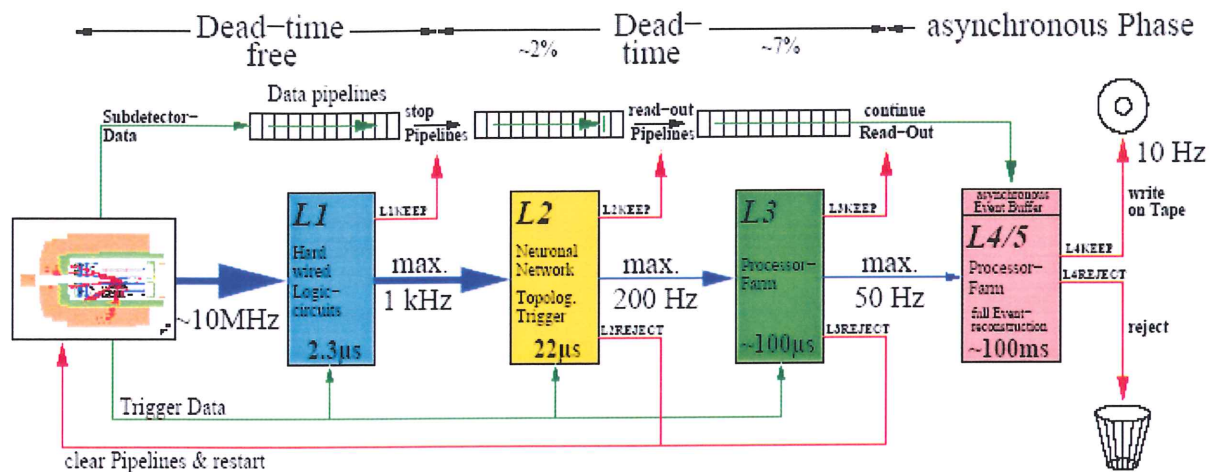 Dead-time
free
~2%
Dead-
time
~7%
asynchronous Phase
Data pipelines
Subdetector-
Data
stop
Pipelines
read-out
Pipelines
continue
Read-Out
10 Hz
write
on Tape
L1KEEP
L2KEEP
L3KEEP
L1
Hard
wired
Logic-
circuits
2.3µs
L2
Neuronal
Network
Topolog.
Trigger
22µs
L3
Processor-
Farm
~100µs
asynchronous
Event Buffer
L4/5
Processor-
Farm
full Event-
reconstruction
~100ms
L4KEEP
L4REJECT
~10MHz
max.
1 kHz
max.
200 Hz
max.
50 Hz
L2REJECT
L3REJECT
reject
Trigger Data
clear Pipelines & restart